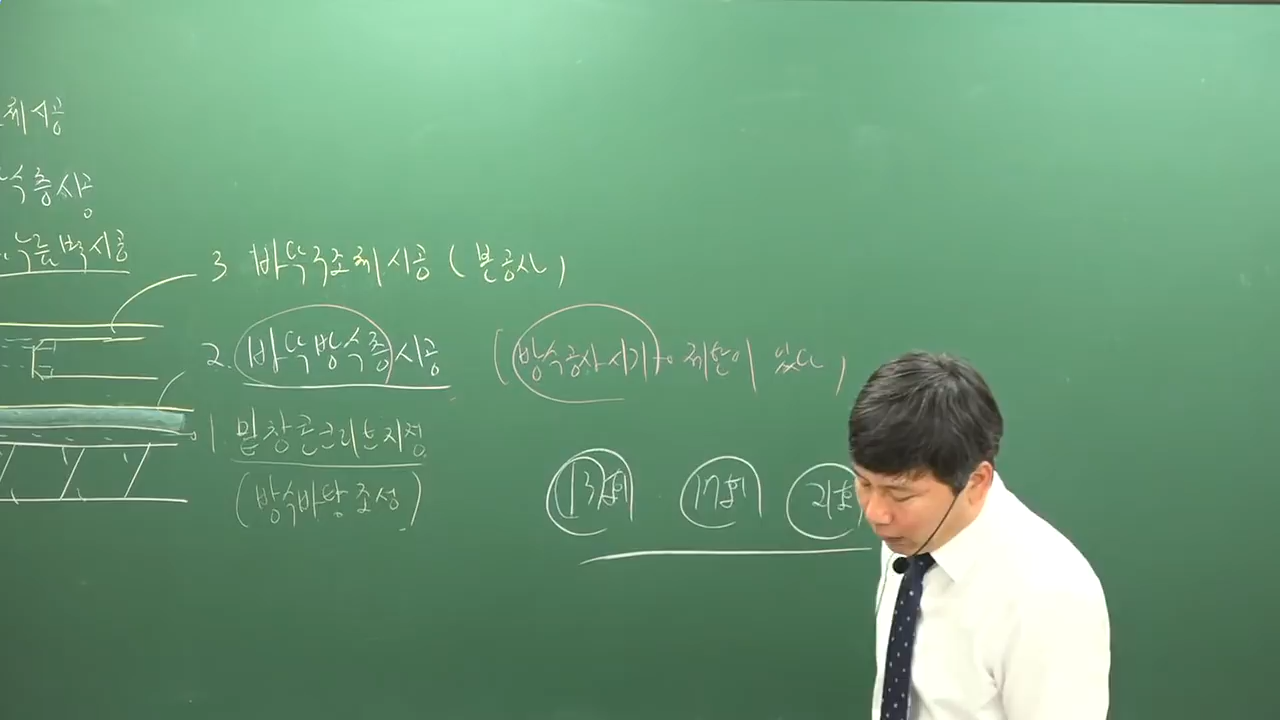 체시공
수층시공
누름벽시공
3 바닥구조체시공 (본공사)
2. 바닥방수층시공 (방수공사시기가 제한이 있다)
1. 밑창콘크리트지정
(방수바탕조성)
13회 17회 21회